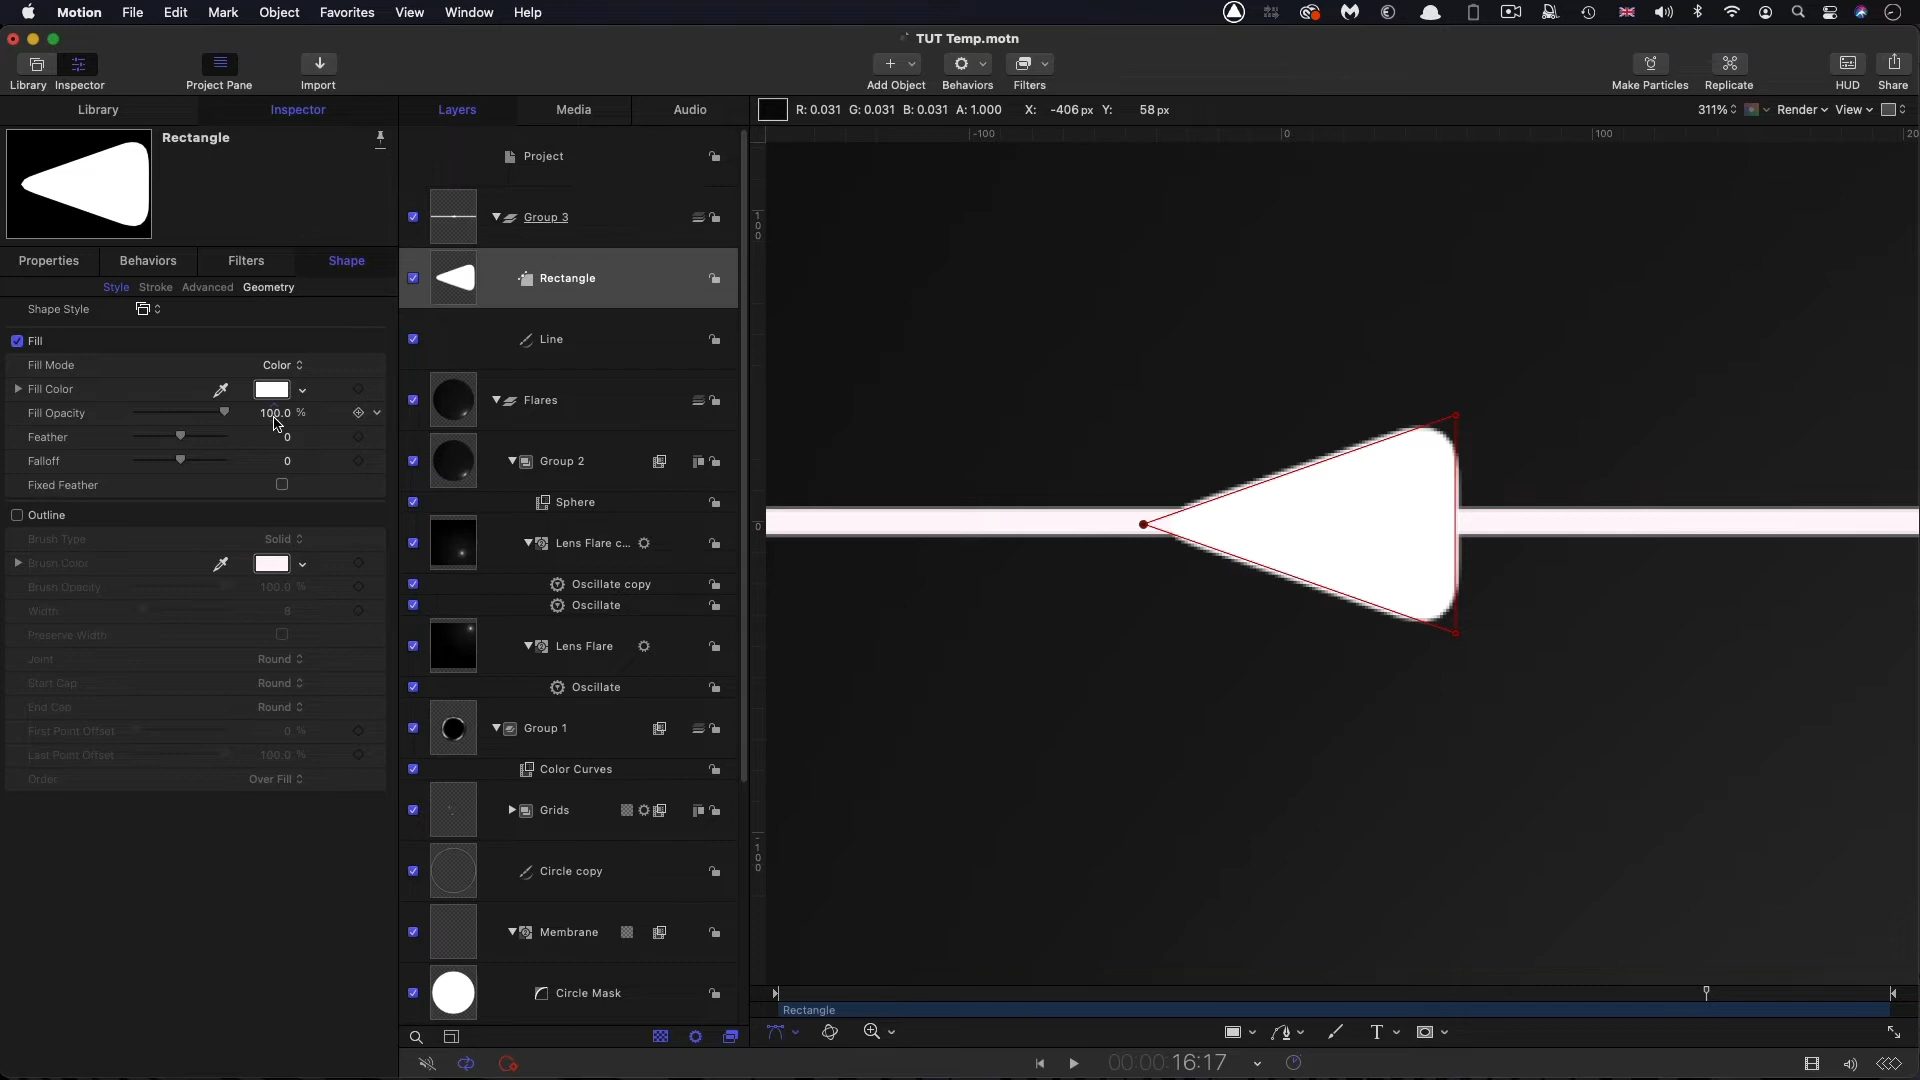 Motion File Edit Mark Object Favorites View Window Help
TUT Temp.motn
Library Inspector Project Pane Import Add Object Behaviors Filters Make Particles Replicate HUD Share
Library Inspector Layers Media Audio R: 0.031 G: 0.031 B: 0.031 A: 1.000 X: -406 px Y: 58 px 311% Render View
Rectangle
-100 0 100 20
Project
Group 3
Properties Behaviors Filters Shape
Style Stroke Advanced Geometry
Rectangle
Shape Style
Fill
Line
Fill Mode Color
Fill Color
Flares
Fill Opacity 100.0 %
Feather 0
Falloff 0
Group 2
Fixed Feather
Sphere
Outline
Brush Type Solid
Lens Flare c...
Brush Color
Brush Opacity 100.0 %
Oscillate copy
Width 8
Oscillate
Preserve Width
Lens Flare
Joint Round
Start Cap Round
Oscillate
End Cap Round
First Point Offset 0 %
Group 1
Last Point Offset 100.0 %
Color Curves
Order Over Fill
Grids
Circle copy
Membrane
Circle Mask
100
0
-100
Rectangle
T
00:00:16:17